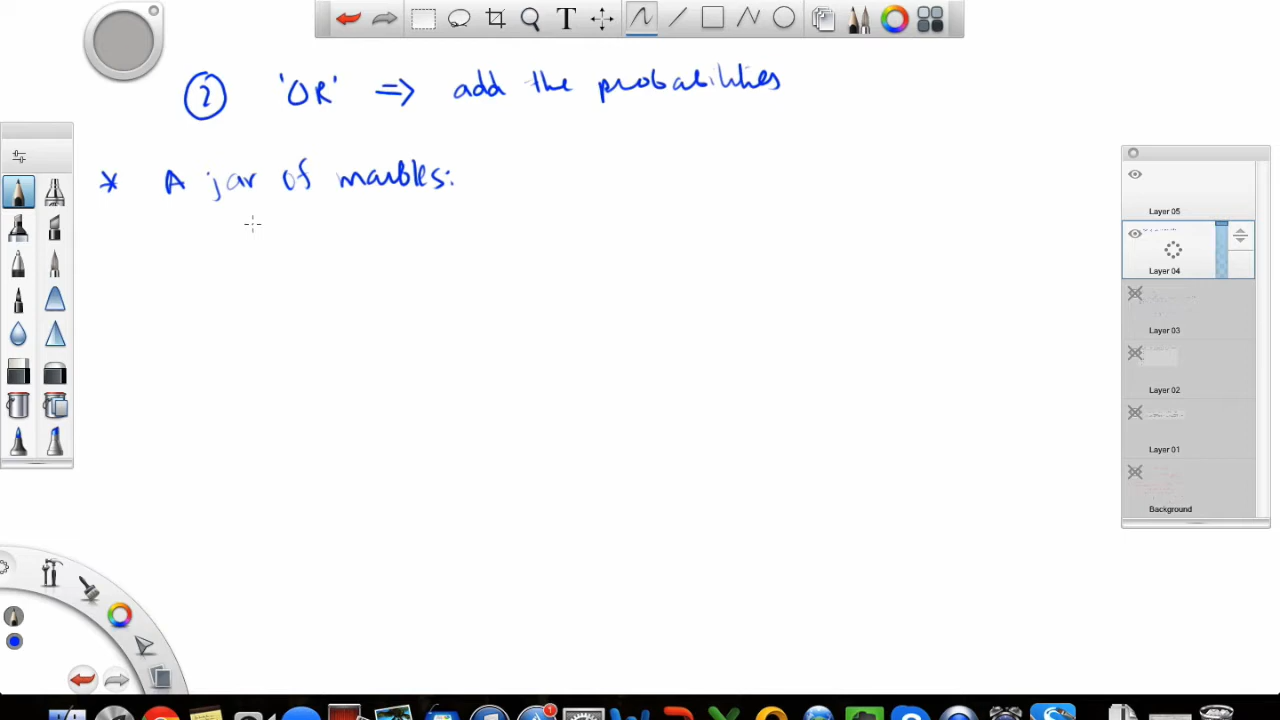 ② 'OR' => add the probabilities
* A jar of marbles:
T
Layer 05
Layer 04
Layer 03
Layer 02
Layer 01
Background
1